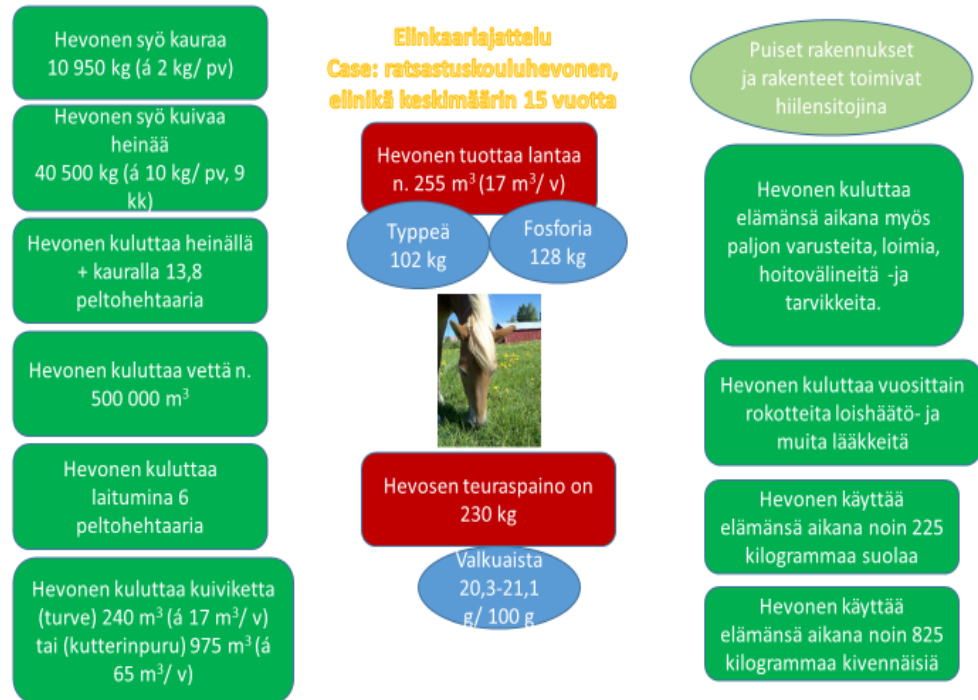 Hevonen syö kauraa
10 950 kg (á 2 kg/ pv)
Hevonen syö kuivaa
heinää
40 500 kg (á 10 kg/ pv, 9
kk)
Hevonen kuluttaa heinällä
+ kauralla 13,8
peltohehtaaria
Hevonen kuluttaa vettä n.
500 000 m³
Hevonen kuluttaa
laitumina 6
peltohehtaaria
Hevonen kuluttaa kuiviketta
(turve) 240 m³ (á 17 m³/ v)
tai (kutterinpuru) 975 m³ (á
65 m³/ v)
Elinkaariajattelu
Case: ratsastuskouluhevonen,
elinikä keskimäärin 15 vuotta
Hevonen tuottaa lantaa
n. 255 m³ (17 m³/ v)
Typpeä
102 kg
Fosforia
128 kg
Hevosen teuraspaino on
230 kg
Valkuaista
20,3-21,1
g/ 100 g
Puiset rakennukset
ja rakenteet toimivat
hiilensitojina
Hevonen kuluttaa
elämänsä aikana myös
paljon varusteita, loimia,
hoitovälineitä -ja
tarvikkeita.
Hevonen kuluttaa vuosittain
rokotteita loishäätö- ja
muita lääkkeitä
Hevonen käyttää
elämänsä aikana noin 225
kilogrammaa suolaa
Hevonen käyttää
elämänsä aikana noin 825
kilogrammaa kivennäisiä